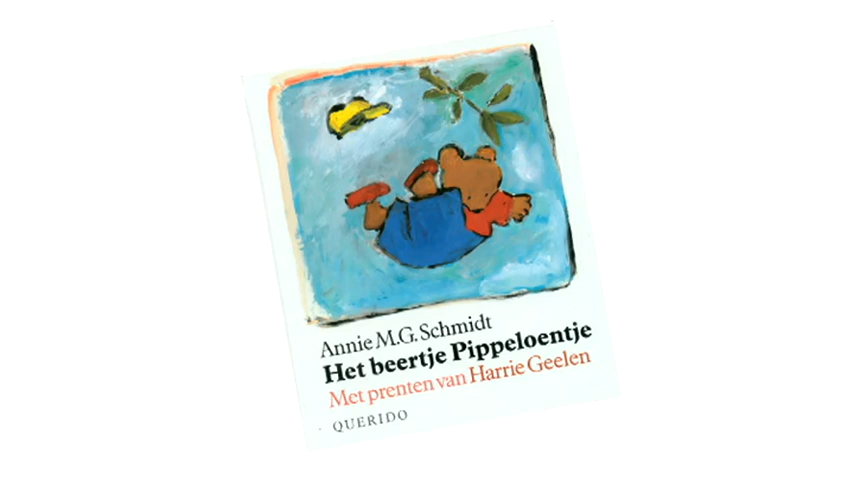 Annie M.G. Schmidt
Het beertje Pippeloentje
Met prenten van Harrie Geelen
QUERIDO